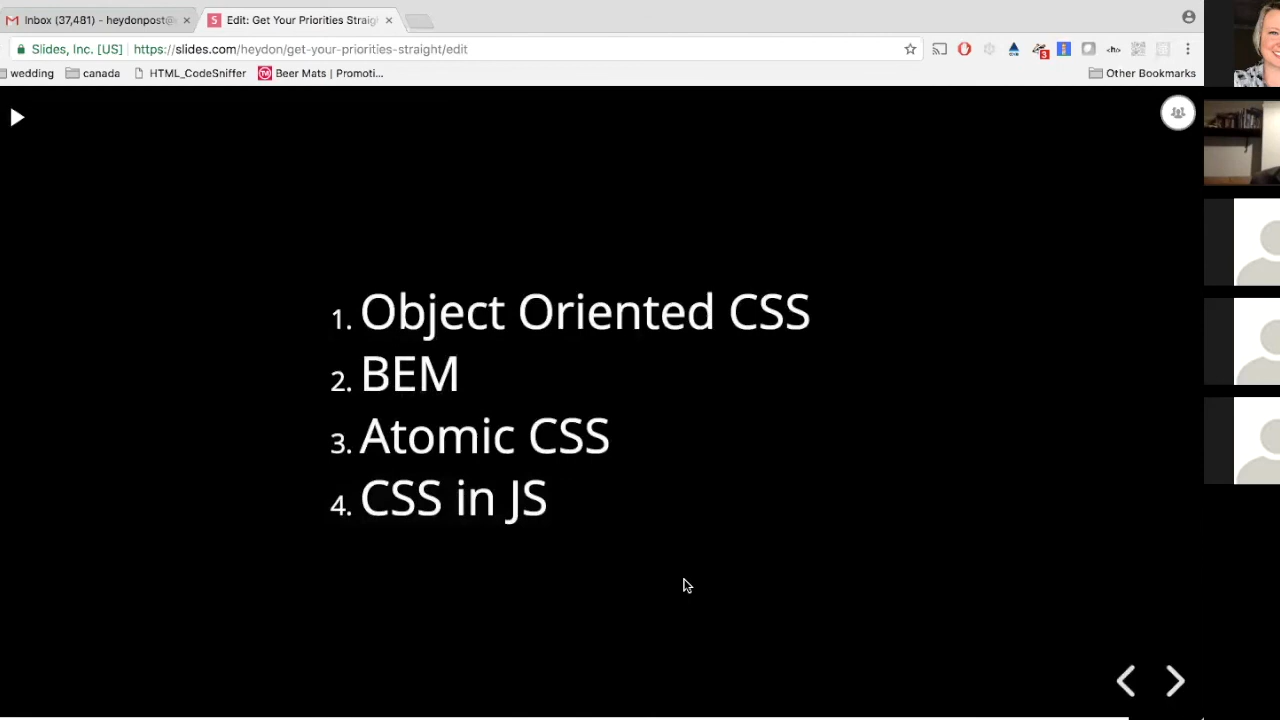 Inbox (37,481) - heydonpost@
Edit: Get Your Priorities Straig
Slides, Inc. [US]
https://slides.com/heydon/get-your-priorities-straight/edit
wedding
canada
HTML_CodeSniffer
Beer Mats | Promoti...
Other Bookmarks
1. Object Oriented CSS
2. BEM
3. Atomic CSS
4. CSS in JS